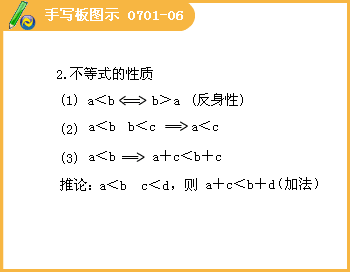 手写板图示 0701-06
2.不等式的性质
(1) a＜b⟺b＞a (反身性)
(2) a＜b b＜c ⟹a＜c
(3) a＜b ⟹ a＋c＜b＋c
推论：a＜b c＜d，则 a＋c＜b＋d(加法)